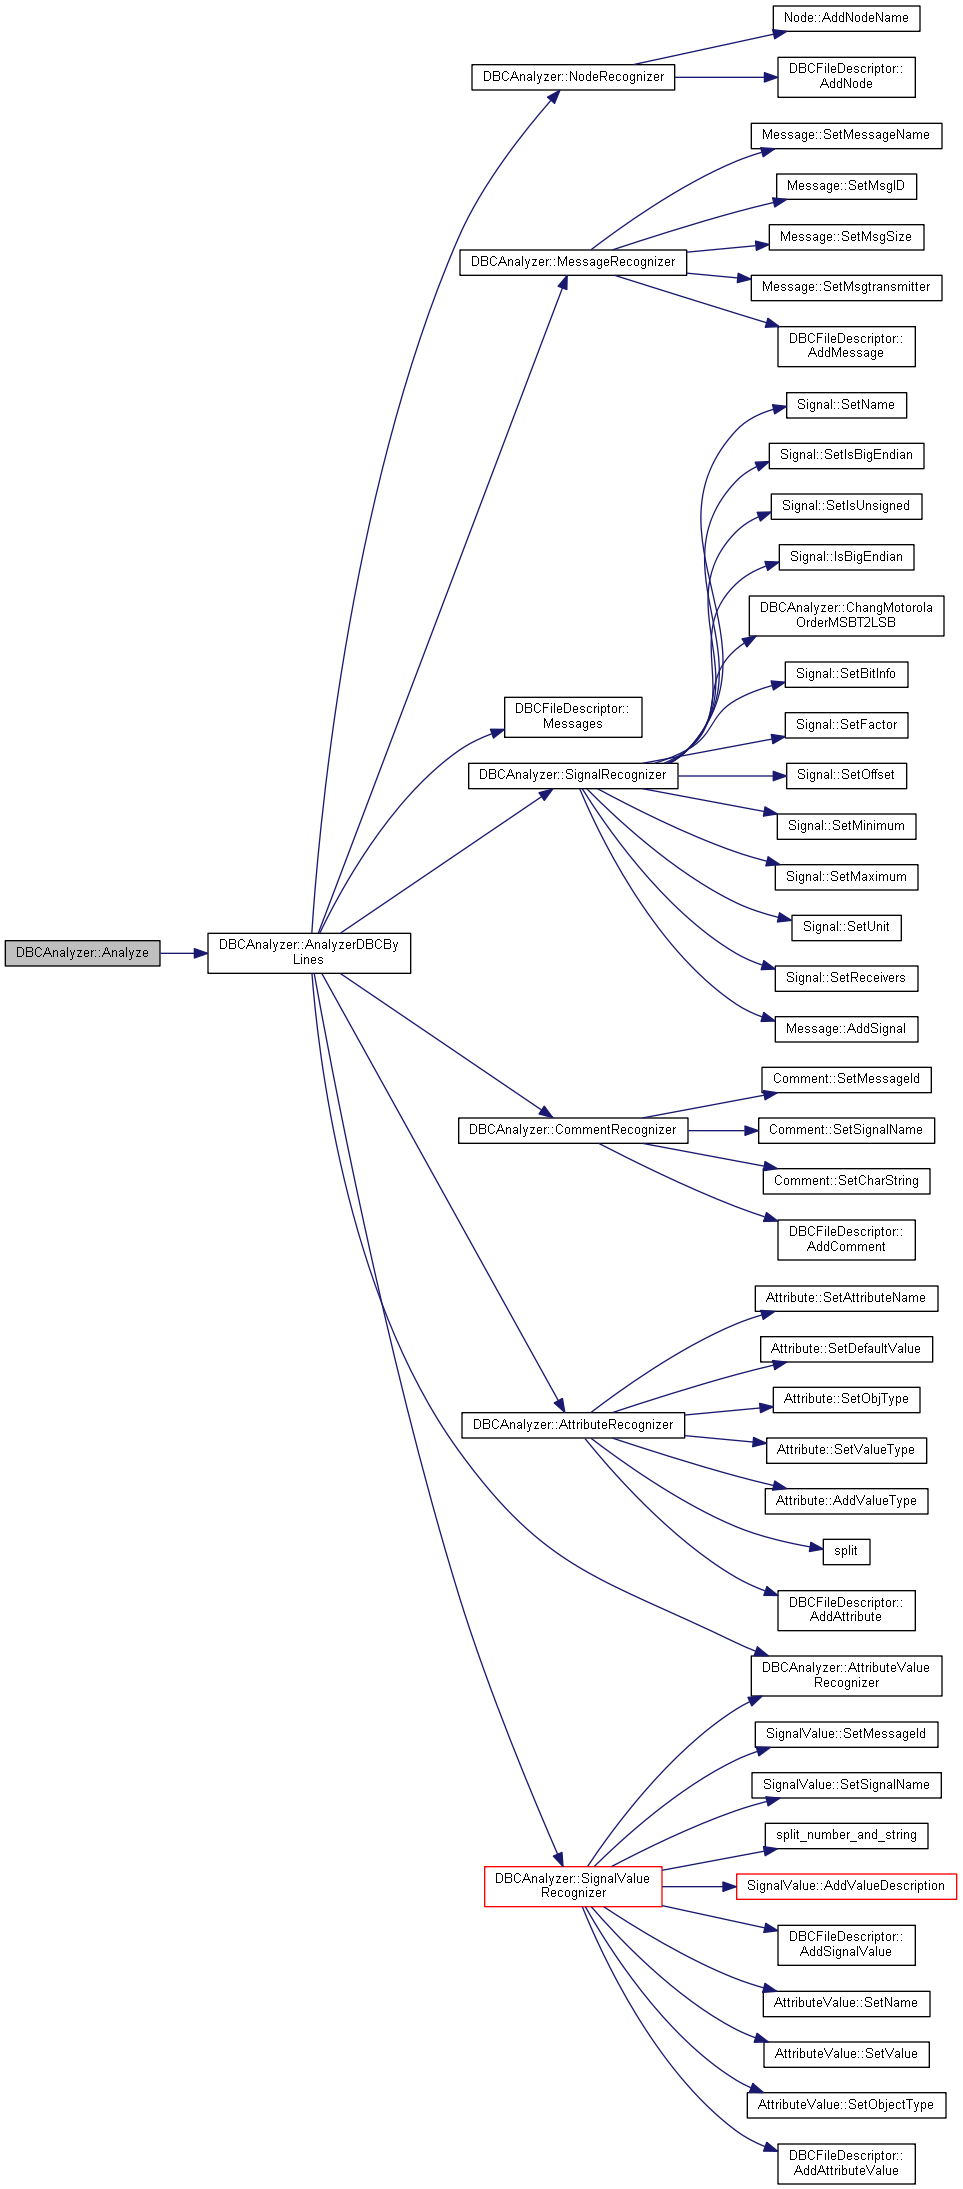 Node::AddNodeName
DBCAnalyzer::NodeRecognizer
DBCFileDescriptor::
AddNode
Message::SetMessageName
Message::SetMsgID
Message::SetMsgSize
DBCAnalyzer::MessageRecognizer
Message::SetMsgtransmitter
DBCFileDescriptor::
AddMessage
Signal::SetName
Signal::SetIsBigEndian
Signal::SetIsUnsigned
Signal::IsBigEndian
DBCAnalyzer::ChangMotorola
OrderMSBT2LSB
Signal::SetBitInfo
DBCFileDescriptor::
Messages
Signal::SetFactor
DBCAnalyzer::SignalRecognizer
Signal::SetOffset
Signal::SetMinimum
Signal::SetMaximum
Signal::SetUnit
DBCAnalyzer::Analyze
DBCAnalyzer::AnalyzerDBCBy
Lines
Signal::SetReceivers
Message::AddSignal
Comment::SetMessageId
DBCAnalyzer::CommentRecognizer
Comment::SetSignalName
Comment::SetCharString
DBCFileDescriptor::
AddComment
Attribute::SetAttributeName
Attribute::SetDefaultValue
Attribute::SetObjType
DBCAnalyzer::AttributeRecognizer
Attribute::SetValueType
Attribute::AddValueType
split
DBCFileDescriptor::
AddAttribute
DBCAnalyzer::AttributeValue
Recognizer
SignalValue::SetMessageId
SignalValue::SetSignalName
split_number_and_string
DBCAnalyzer::SignalValue
Recognizer
SignalValue::AddValueDescription
DBCFileDescriptor::
AddSignalValue
AttributeValue::SetName
AttributeValue::SetValue
AttributeValue::SetObjectType
DBCFileDescriptor::
AddAttributeValue